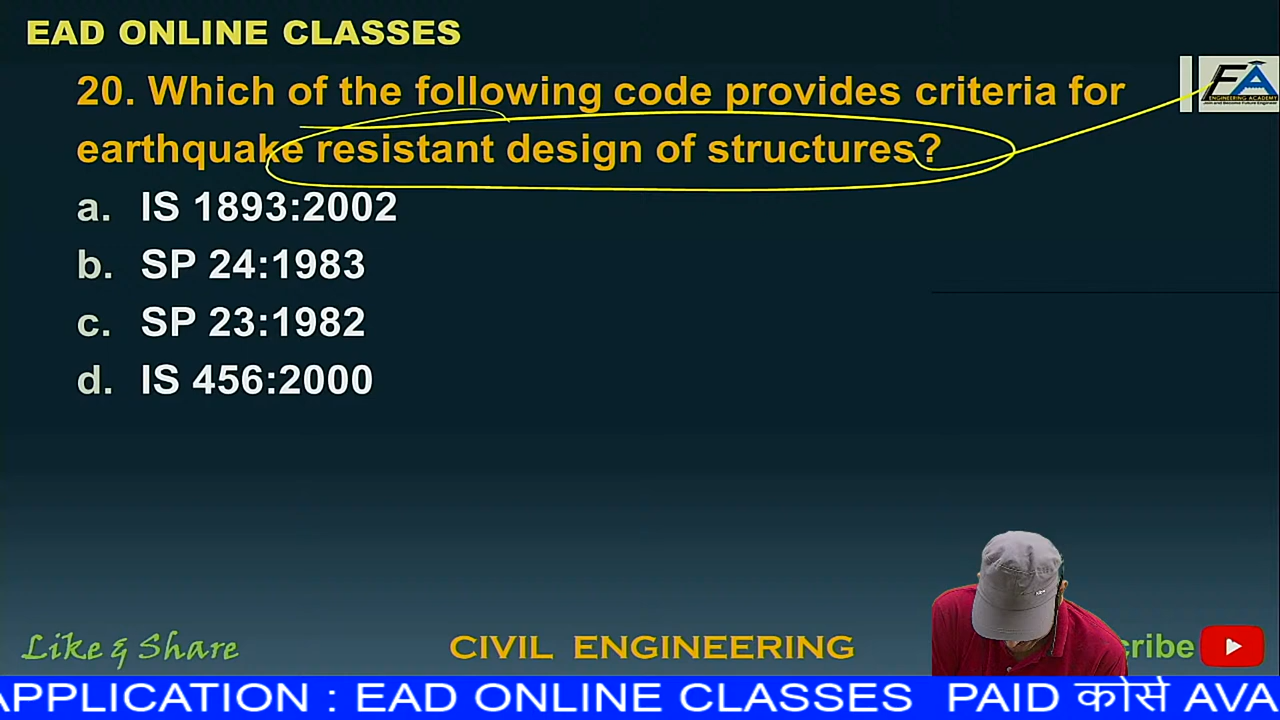 EAD ONLINE CLASSES
20. Which of the following code provides criteria for
earthquake resistant design of structures?
a. IS 1893:2002
b. SP 24:1983
c. SP 23:1982
d. IS 456:2000
ENGINEERING ACADEMY
Like & Share
CIVIL ENGINEERING
cribe
APPLICATION : EAD ONLINE CLASSES PAID कोर्स AVA